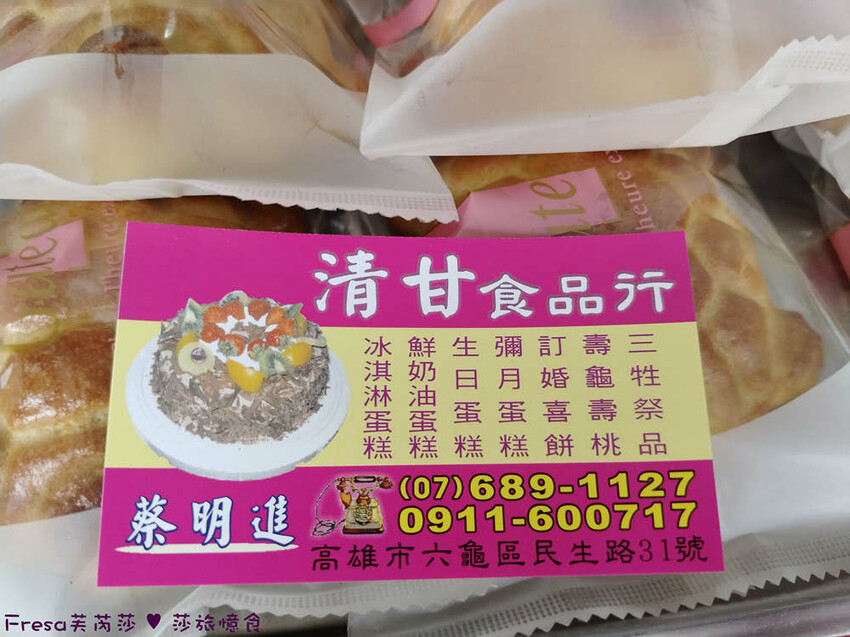 清甘食品行
三牲祭品
壽龜壽桃
訂婚喜餅
彌月蛋糕
生日蛋糕
鮮奶油蛋糕
冰淇淋蛋糕
蔡明進
(07)689-1127
0911-600717
高雄市六龜區民生路31號
Fresa芙芮莎 ♥ 莎旅憶食